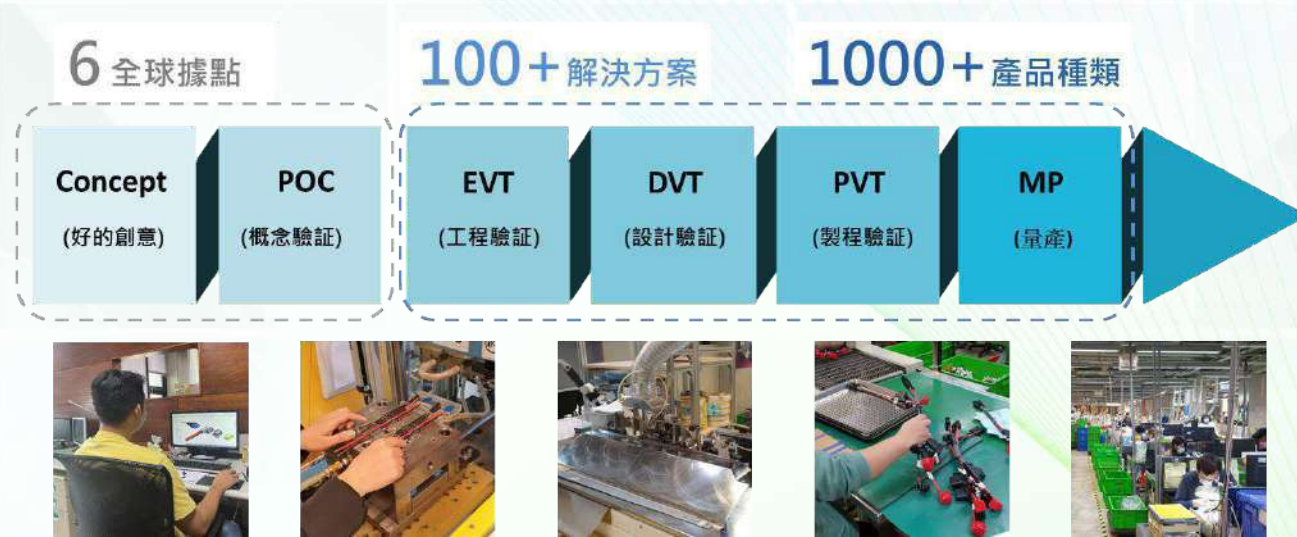 6 全球據點
100+ 解決方案
1000+ 產品種類
Concept
(好的創意)
POC
(概念驗証)
EVT
(工程驗証)
DVT
(設計驗証)
PVT
(製程驗証)
MP
(量產)